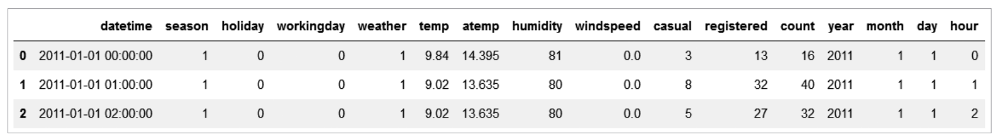 datetime season holiday workingday weather temp atemp humidity windspeed casual registered count year month day hour
0 2011-01-01 00:00:00 1 0 0 1 9.84 14.395 81 0.0 3 13 16 2011 1 1 0
1 2011-01-01 01:00:00 1 0 0 1 9.02 13.635 80 0.0 8 32 40 2011 1 1 1
2 2011-01-01 02:00:00 1 0 0 1 9.02 13.635 80 0.0 5 27 32 2011 1 1 2